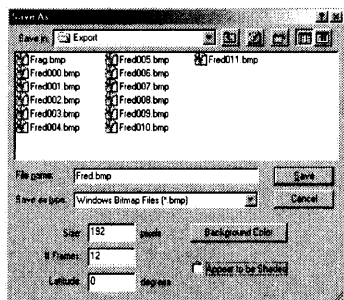 Save As
Save in: Export
Frag.bmp Fred005.bmp Fred011.bmp
Fred000.bmp Fred006.bmp
Fred001.bmp Fred007.bmp
Fred002.bmp Fred008.bmp
Fred003.bmp Fred009.bmp
Fred004.bmp Fred010.bmp
File name: Fred.bmp Save
Save as type: Windows Bitmap Files (*.bmp) Cancel
Size: 192 pixels Background Color
# Frames: 12
Appear to be Shaded
Latitude: 0 degrees